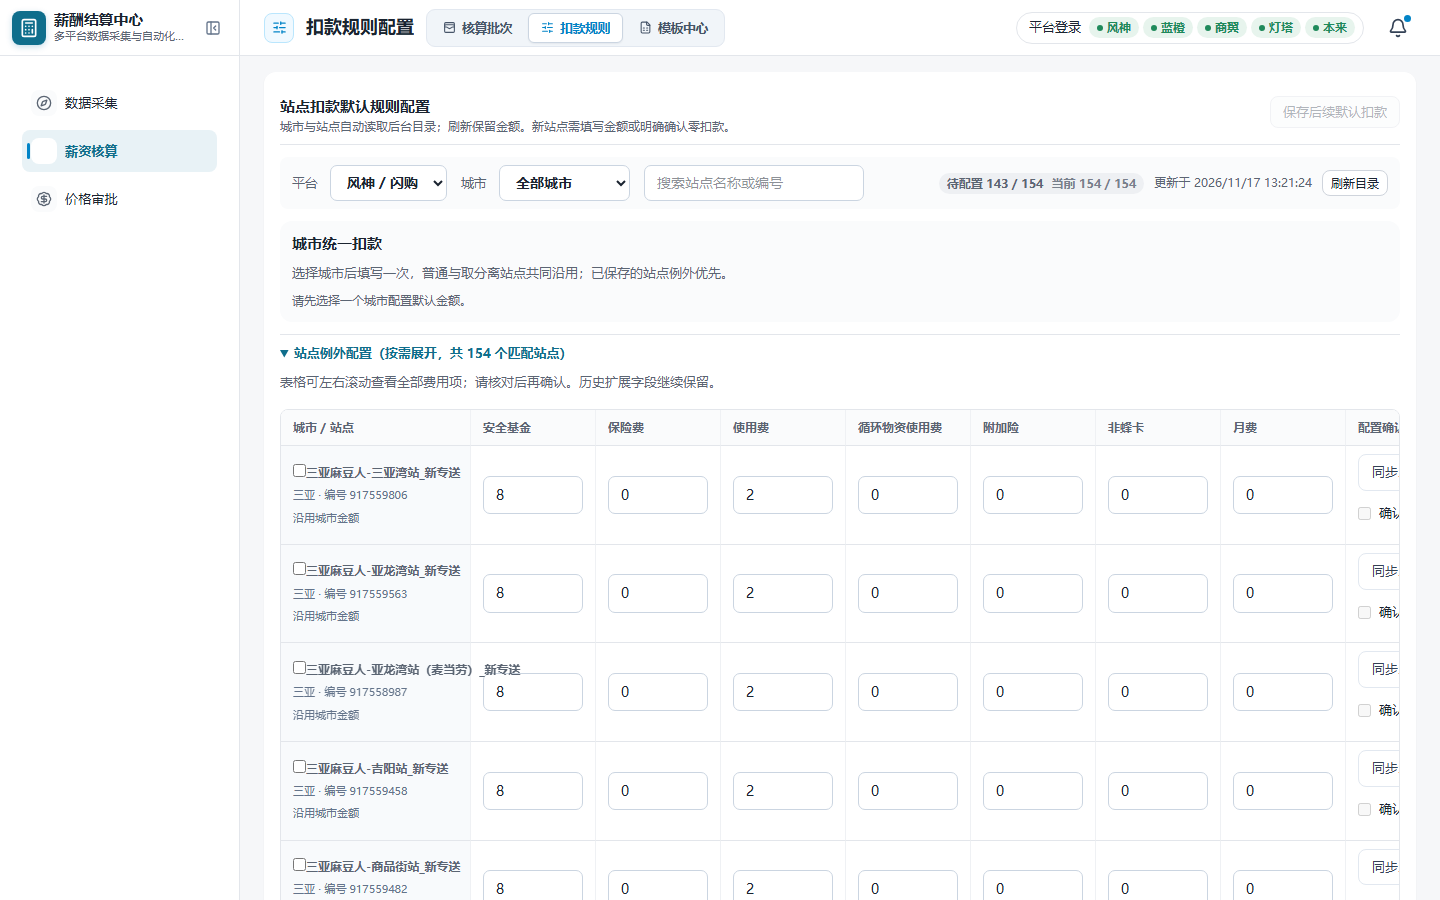 薪酬结算中心
多平台数据采集与自动化...
数据采集
薪资核算
价格审批
扣款规则配置
核算批次
扣款规则
模板中心
平台登录
风神
蓝橙
商翼
灯塔
本来
站点扣款默认规则配置
城市与站点自动读取后台目录；刷新保留金额。新站点需填写金额或明确确认零扣款。
保存后续默认扣款
平台
风神 / 闪购
城市
全部城市
搜索站点名称或编号
待配置 143 / 154 当前 154 / 154
更新于 2026/11/17 13:21:24
刷新目录
城市统一扣款
选择城市后填写一次，普通与取分离站点共同沿用；已保存的站点例外优先。
请先选择一个城市配置默认金额。
站点例外配置（按需展开，共 154 个匹配站点）
表格可左右滚动查看全部费用项；请核对后再确认。历史扩展字段继续保留。
城市 / 站点 安全基金 保险费 使用费 循环物资使用费 附加险 非蜂卡 月费 配置确认
三亚麻豆人-三亚湾站_新专送
三亚 · 编号 917559806
沿用城市金额
8 0 2 0 0 0 0
同步
确认
三亚麻豆人-亚龙湾站_新专送
三亚 · 编号 917559563
沿用城市金额
8 0 2 0 0 0 0
同步
确认
三亚麻豆人-亚龙湾站（麦当劳）_新专送
三亚 · 编号 917558987
沿用城市金额
8 0 2 0 0 0 0
同步
确认
三亚麻豆人-吉阳站_新专送
三亚 · 编号 917559458
沿用城市金额
8 0 2 0 0 0 0
同步
确认
三亚麻豆人-商品街站_新专送
三亚 · 编号 917559482
8 0 2 0 0 0 0
同步